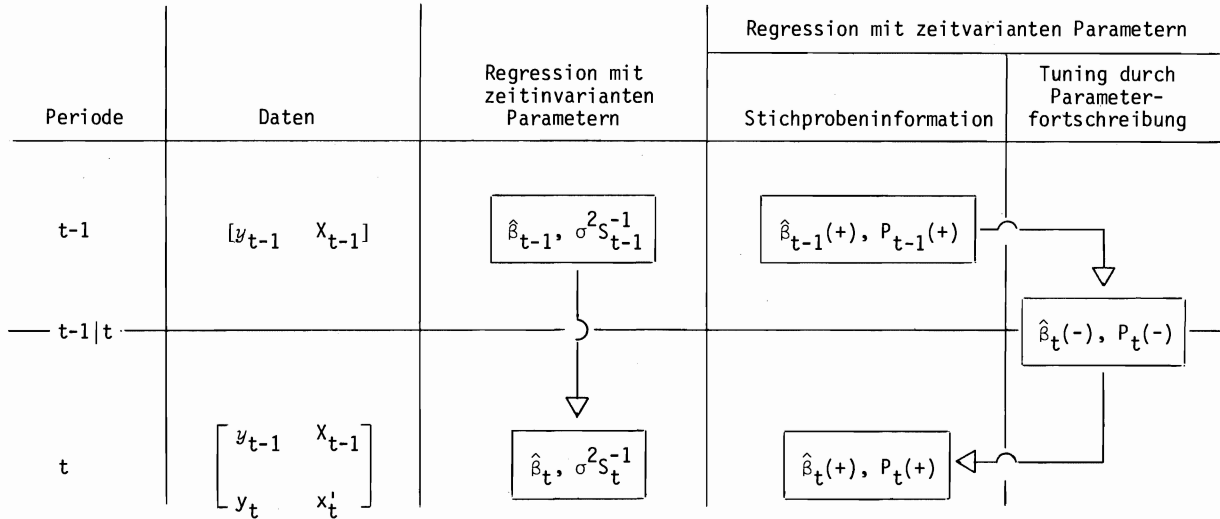 Regression mit zeitvarianten Parametern
Periode
Daten
Regression mit
zeitinvarianten
Parametern
Stichprobeninformation
Tuning durch
Parameter-
fortschreibung
t-1
[y_{t-1} X_{t-1}]
β̂_{t-1}, σ²S_{t-1}^{-1}
β̂_{t-1}(+), P_{t-1}(+)
t-1|t
β̂_t(-), P_t(-)
t
y_{t-1} X_{t-1}
y_t x'_t
β̂_t, σ²S_t^{-1}
β̂_t(+), P_t(+)